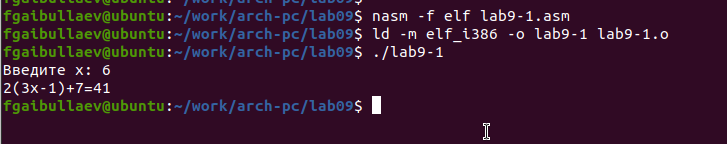 fgaibullaev@ubuntu:~/work/arch-pc/lab09$ nasm -f elf lab9-1.asm
fgaibullaev@ubuntu:~/work/arch-pc/lab09$ ld -m elf_i386 -o lab9-1 lab9-1.o
fgaibullaev@ubuntu:~/work/arch-pc/lab09$ ./lab9-1
Введите x: 6
2(3x-1)+7=41
fgaibullaev@ubuntu:~/work/arch-pc/lab09$